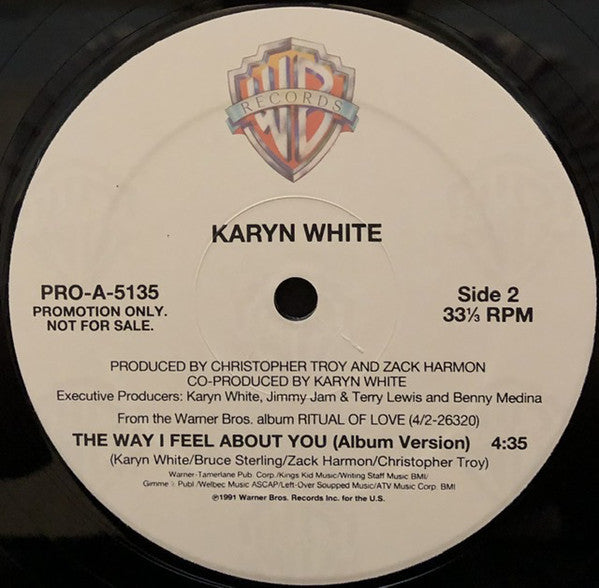 WB
RECORDS
KARYN WHITE
PRO-A-5135
PROMOTION ONLY.
NOT FOR SALE.
Side 2
33⅓ RPM
PRODUCED BY CHRISTOPHER TROY AND ZACK HARMON
CO-PRODUCED BY KARYN WHITE
Executive Producers: Karyn White, Jimmy Jam & Terry Lewis and Benny Medina
From the Warner Bros. album RITUAL OF LOVE (4/2-26320)
THE WAY I FEEL ABOUT YOU (Album Version) 4:35
(Karyn White/Bruce Sterling/Zack Harmon/Christopher Troy)
Warner-Tamerlane Pub. Corp./Kings Kid Music/Writing Staff Music BMI/
Gimme Publ./Welbec Music ASCAP/Left-Over Soupped Music/ATV Music Corp. BMI
℗1991 Warner Bros. Records Inc. for the U.S.